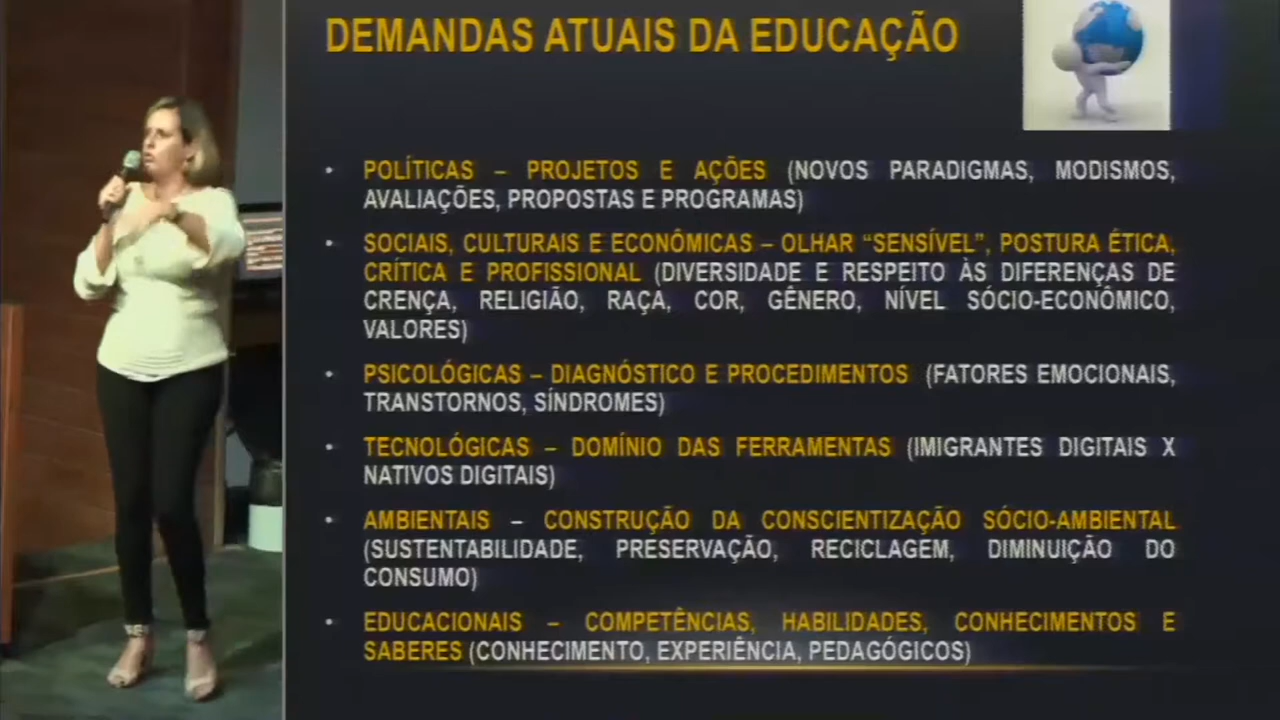 DEMANDAS ATUAIS DA EDUCAÇÃO
• POLÍTICAS – PROJETOS E AÇÕES (NOVOS PARADIGMAS, MODISMOS,
AVALIAÇÕES, PROPOSTAS E PROGRAMAS)
• SOCIAIS, CULTURAIS E ECONÔMICAS – OLHAR “SENSÍVEL”, POSTURA ÉTICA,
CRÍTICA E PROFISSIONAL (DIVERSIDADE E RESPEITO ÀS DIFERENÇAS DE
CRENÇA, RELIGIÃO, RAÇA, COR, GÊNERO, NÍVEL SÓCIO-ECONÔMICO,
VALORES)
• PSICOLÓGICAS – DIAGNÓSTICO E PROCEDIMENTOS (FATORES EMOCIONAIS,
TRANSTORNOS, SÍNDROMES)
• TECNOLÓGICAS – DOMÍNIO DAS FERRAMENTAS (IMIGRANTES DIGITAIS X
NATIVOS DIGITAIS)
• AMBIENTAIS – CONSTRUÇÃO DA CONSCIENTIZAÇÃO SÓCIO-AMBIENTAL
(SUSTENTABILIDADE, PRESERVAÇÃO, RECICLAGEM, DIMINUIÇÃO DO
CONSUMO)
• EDUCACIONAIS – COMPETÊNCIAS, HABILIDADES, CONHECIMENTOS E
SABERES (CONHECIMENTO, EXPERIÊNCIA, PEDAGÓGICOS)